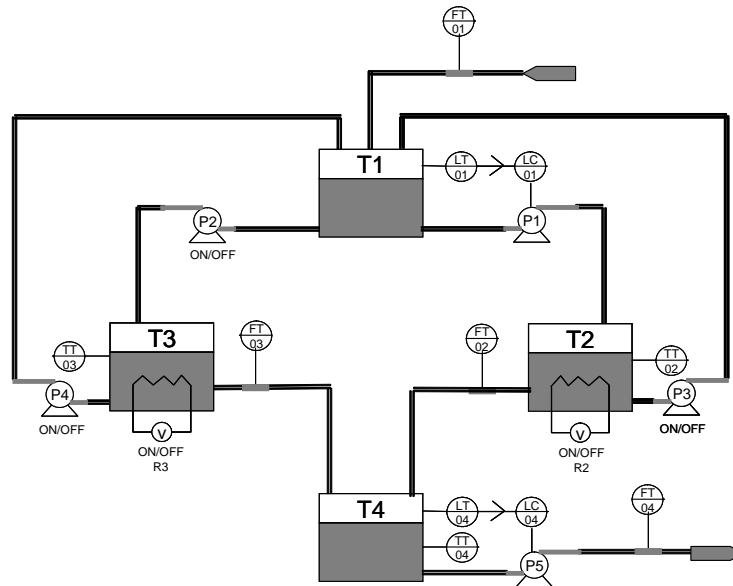 FT
01
T1
LT
01
LC
01
P2
P1
ON/OFF
T3
FT
03
FT
02
T2
TT
03
TT
02
P4
P3
ON/OFF
V
ON/OFF
R3
V
ON/OFF
R2
ON/OFF
T4
LT
04
LC
04
FT
04
TT
04
P5